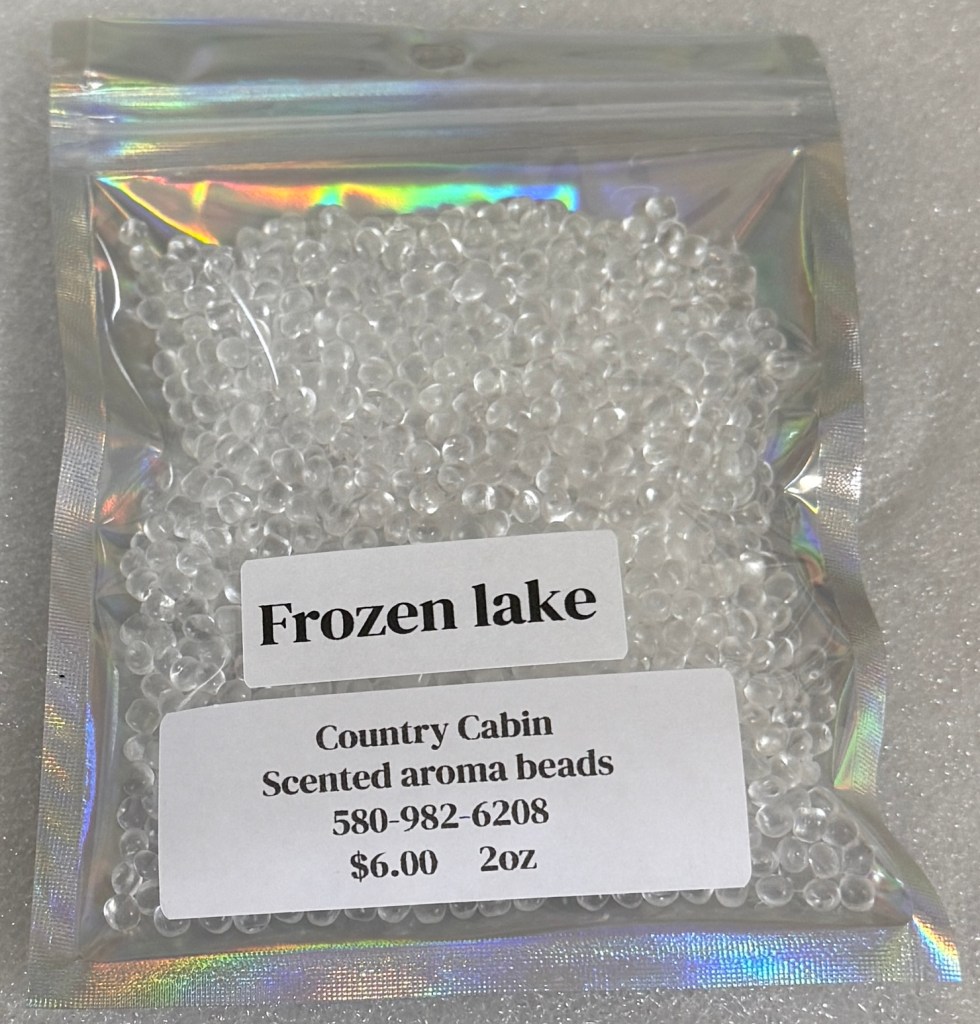 Frozen lake
Country Cabin
Scented aroma beads
580-982-6208
$6.00 2oz